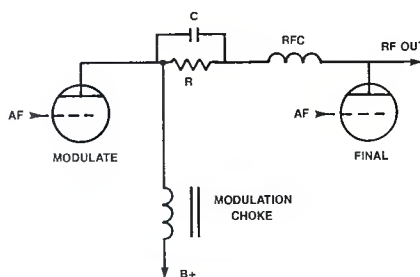 C
RFC
RF OUT
R
AF
MODULATE
AF
FINAL
MODULATION
CHOKE
B+